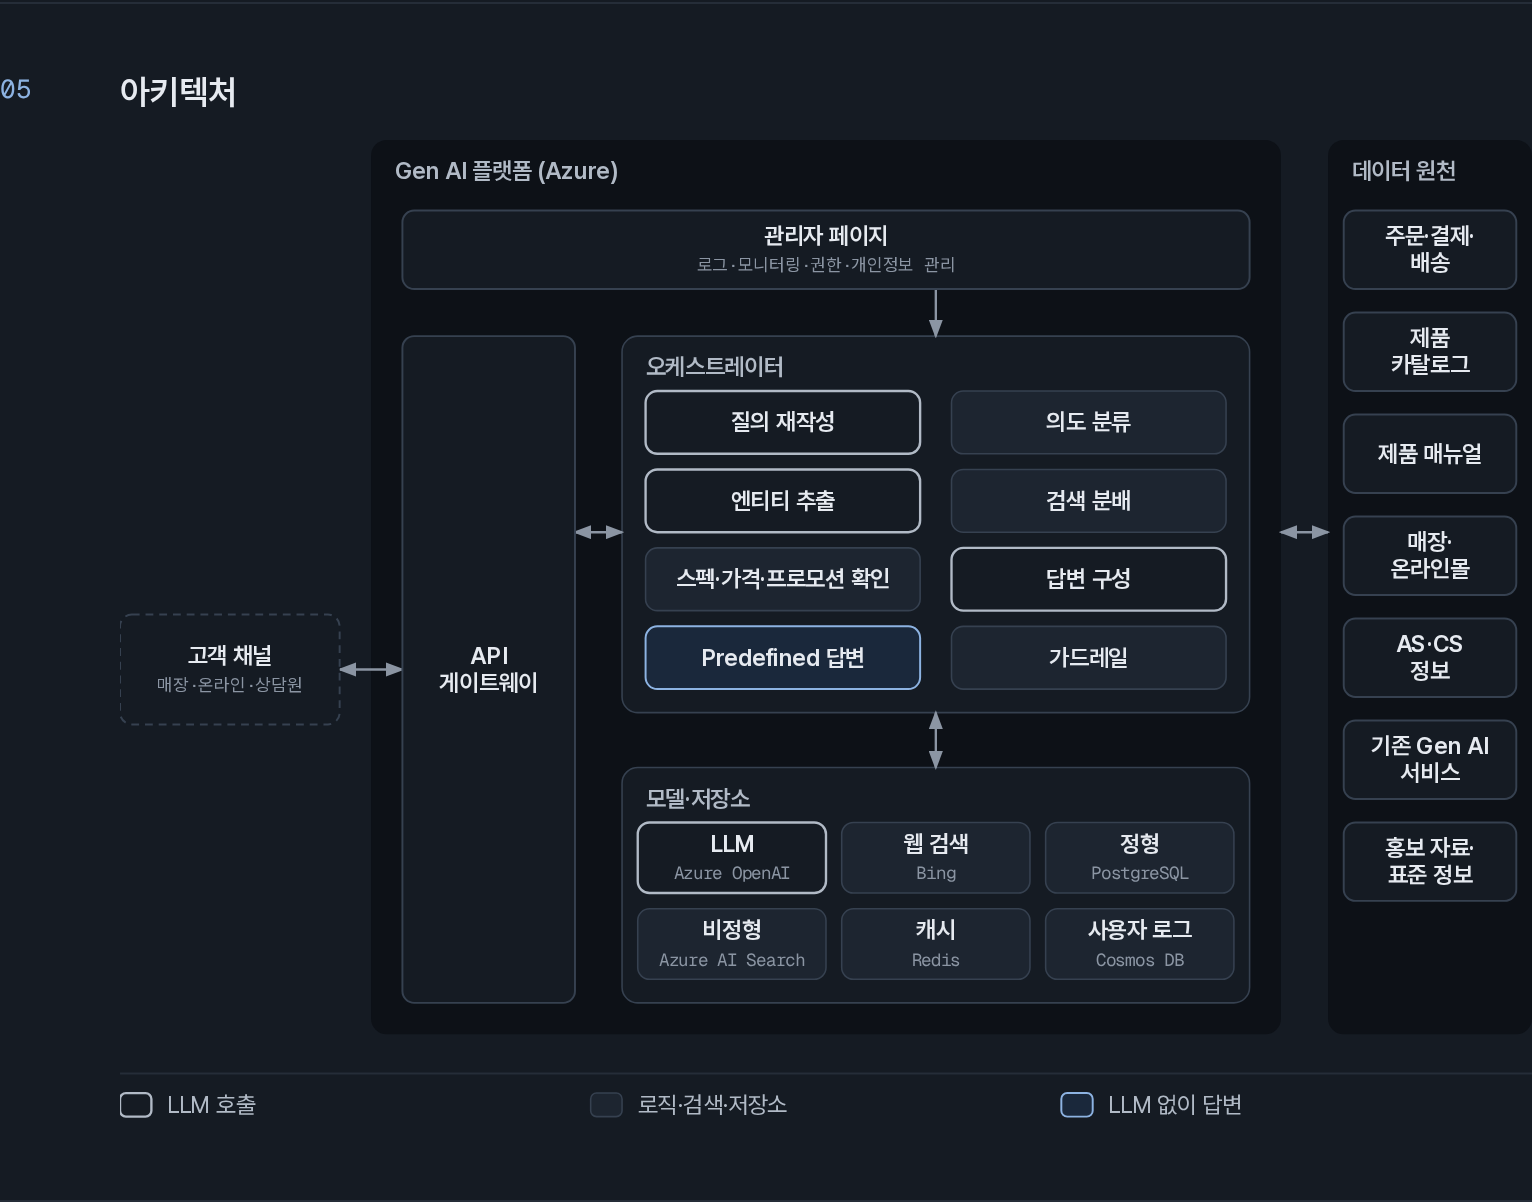 05
아키텍처
Gen AI 플랫폼 (Azure)
관리자 페이지
로그·모니터링·권한·개인정보 관리
오케스트레이터
질의 재작성
의도 분류
엔티티 추출
검색 분배
스펙·가격·프로모션 확인
답변 구성
Predefined 답변
가드레일
고객 채널
매장·온라인·상담원
API
게이트웨이
모델·저장소
LLM
Azure OpenAI
웹 검색
Bing
정형
PostgreSQL
비정형
Azure AI Search
캐시
Redis
사용자 로그
Cosmos DB
데이터 원천
주문·결제·
배송
제품
카탈로그
제품 매뉴얼
매장·
온라인몰
AS·CS
정보
기존 Gen AI
서비스
홍보 자료·
표준 정보
LLM 호출
로직·검색·저장소
LLM 없이 답변